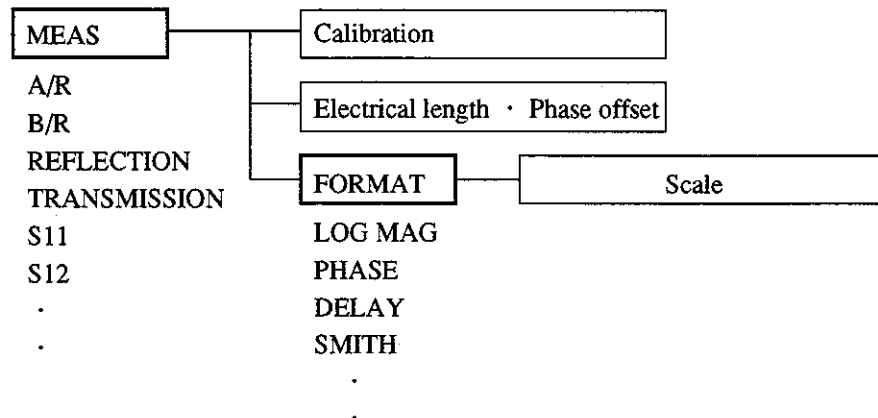 MEAS
A/R
B/R
REFLECTION
TRANSMISSION
S11
S12
·
·
Calibration
Electrical length · Phase offset
FORMAT
LOG MAG
PHASE
DELAY
SMITH
·
·
Scale